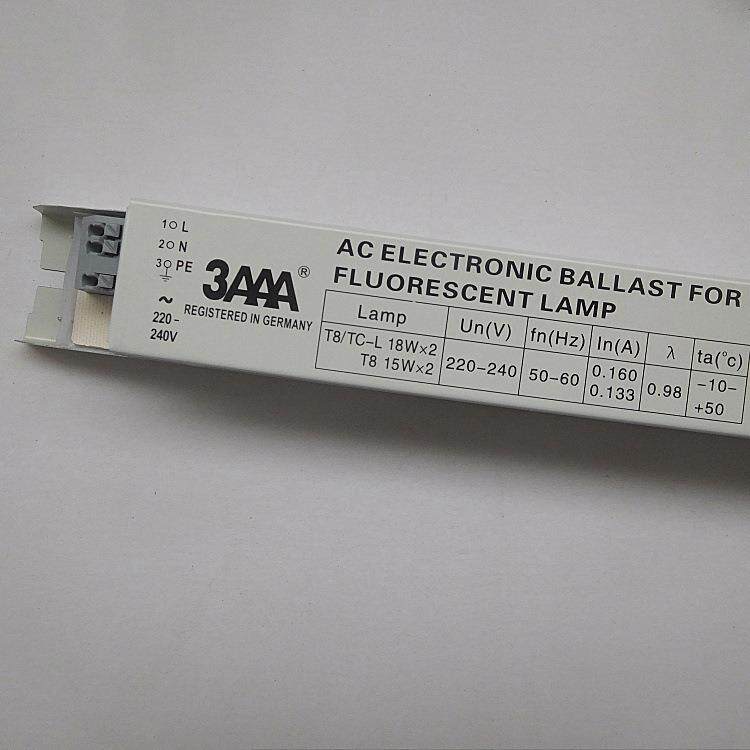 1 L
2 N
3 PE
~
220-
240V
3AAA®
REGISTERED IN GERMANY
AC ELECTRONIC BALLAST FOR
FLUORESCENT LAMP
Lamp Un(V) fn(Hz) In(A) λ ta(°c)
T8/TC-L 18W×2 220-240 50-60 0.160 0.98 -10-
T8 15W×2 0.133 +50